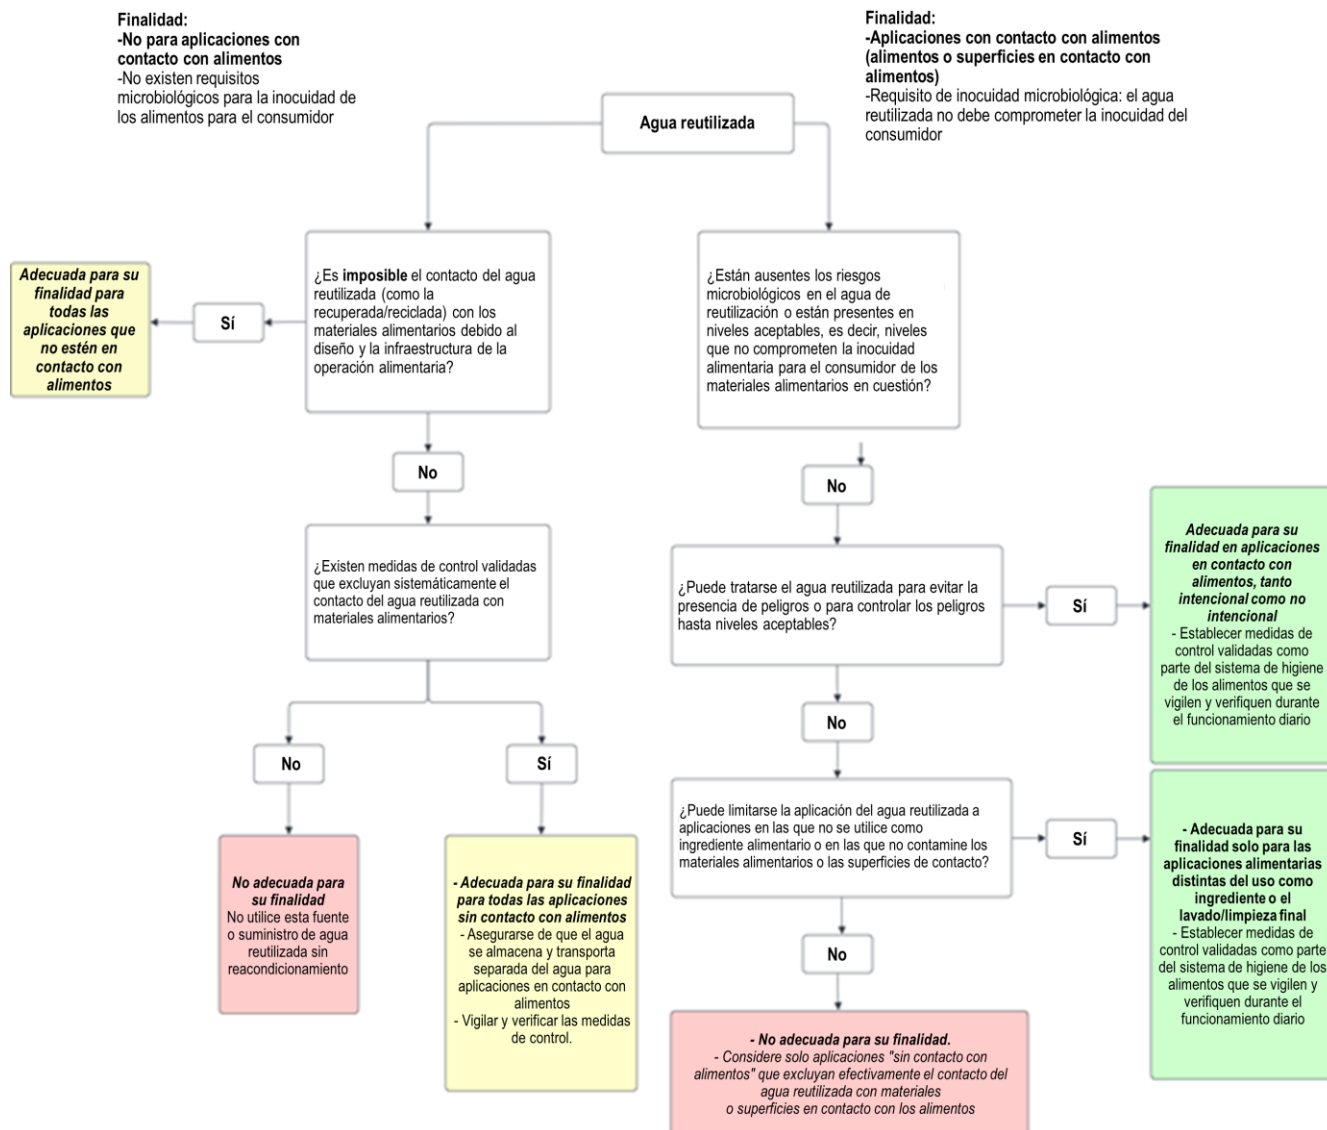 Finalidad:
-No para aplicaciones con
contacto con alimentos
-No existen requisitos
microbiológicos para la inocuidad de
los alimentos para el consumidor
Finalidad:
-Aplicaciones con contacto con alimentos
(alimentos o superficies en contacto con
alimentos)
-Requisito de inocuidad microbiológica: el agua
reutilizada no debe comprometer la inocuidad del
consumidor
Agua reutilizada
¿Es imposible el contacto del agua
reutilizada (como la
recuperada/reciclada) con los
materiales alimentarios debido al
diseño y la infraestructura de la
operación alimentaria?
Sí
Adecuada para su
finalidad para
todas las
aplicaciones que
no estén en
contacto con
alimentos
No
¿Existen medidas de control validadas
que excluyan sistemáticamente el
contacto del agua reutilizada con
materiales alimentarios?
No
Sí
No adecuada para
su finalidad
No utilice esta fuente
o suministro de agua
reutilizada sin
reacondicionamiento
- Adecuada para su finalidad
para todas las aplicaciones
sin contacto con alimentos
- Asegurarse de que el agua
se almacena y transporta
separada del agua para
aplicaciones en contacto con
alimentos
- Vigilar y verificar las medidas
de control.
¿Están ausentes los riesgos
microbiológicos en el agua de
reutilización o están presentes en
niveles aceptables, es decir, niveles
que no comprometen la inocuidad
alimentaria para el consumidor de los
materiales alimentarios en cuestión?
No
¿Puede tratarse el agua reutilizada para evitar la
presencia de peligros o para controlar los peligros
hasta niveles aceptables?
Sí
Adecuada para su
finalidad en aplicaciones
en contacto con
alimentos, tanto
intencional como no
intencional
- Establecer medidas de
control validadas como
parte del sistema de higiene
de los alimentos que se
vigilen y verifiquen durante
el funcionamiento diario
No
¿Puede limitarse la aplicación del agua reutilizada a
aplicaciones en las que no se utilice como
ingrediente alimentario o en las que no contamine los
materiales alimentarios o las superficies de contacto?
Sí
- Adecuada para su
finalidad solo para las
aplicaciones alimentarias
distintas del uso como
ingrediente o el
lavado/limpieza final
- Establecer medidas de
control validadas como parte
del sistema de higiene de los
alimentos que se vigilen y
verifiquen durante el
funcionamiento diario
No
- No adecuada para su finalidad.
- Considere solo aplicaciones "sin contacto con
alimentos" que excluyan efectivamente el contacto del
agua reutilizada con materiales
o superficies en contacto con los alimentos